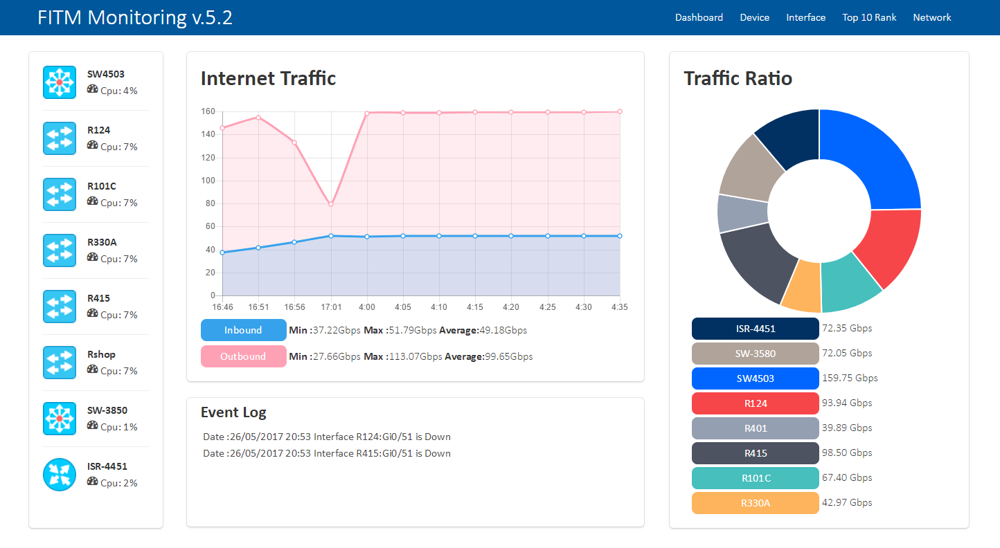 FITM Monitoring v.5.2
Dashboard Device Interface Top 10 Rank Network
SW4503
Cpu: 4%
R124
Cpu: 7%
R101C
Cpu: 7%
R330A
Cpu: 7%
R415
Cpu: 7%
Rshop
Cpu: 7%
SW-3850
Cpu: 1%
ISR-4451
Cpu: 2%
Internet Traffic
160
140
120
100
80
60
40
20
0
16:46 16:51 16:56 17:01 4:00 4:05 4:10 4:15 4:20 4:25 4:30 4:35
Inbound Min :37.22Gbps Max :51.79Gbps Average:49.18Gbps
Outbound Min :27.66Gbps Max :113.07Gbps Average:99.65Gbps
Event Log
Date :26/05/2017 20:53 Interface R124:Gi0/51 is Down
Date :26/05/2017 20:53 Interface R415:Gi0/51 is Down
Traffic Ratio
ISR-4451 72.35 Gbps
SW-3580 72.05 Gbps
SW4503 159.75 Gbps
R124 93.94 Gbps
R401 39.89 Gbps
R415 98.50 Gbps
R101C 67.40 Gbps
R330A 42.97 Gbps